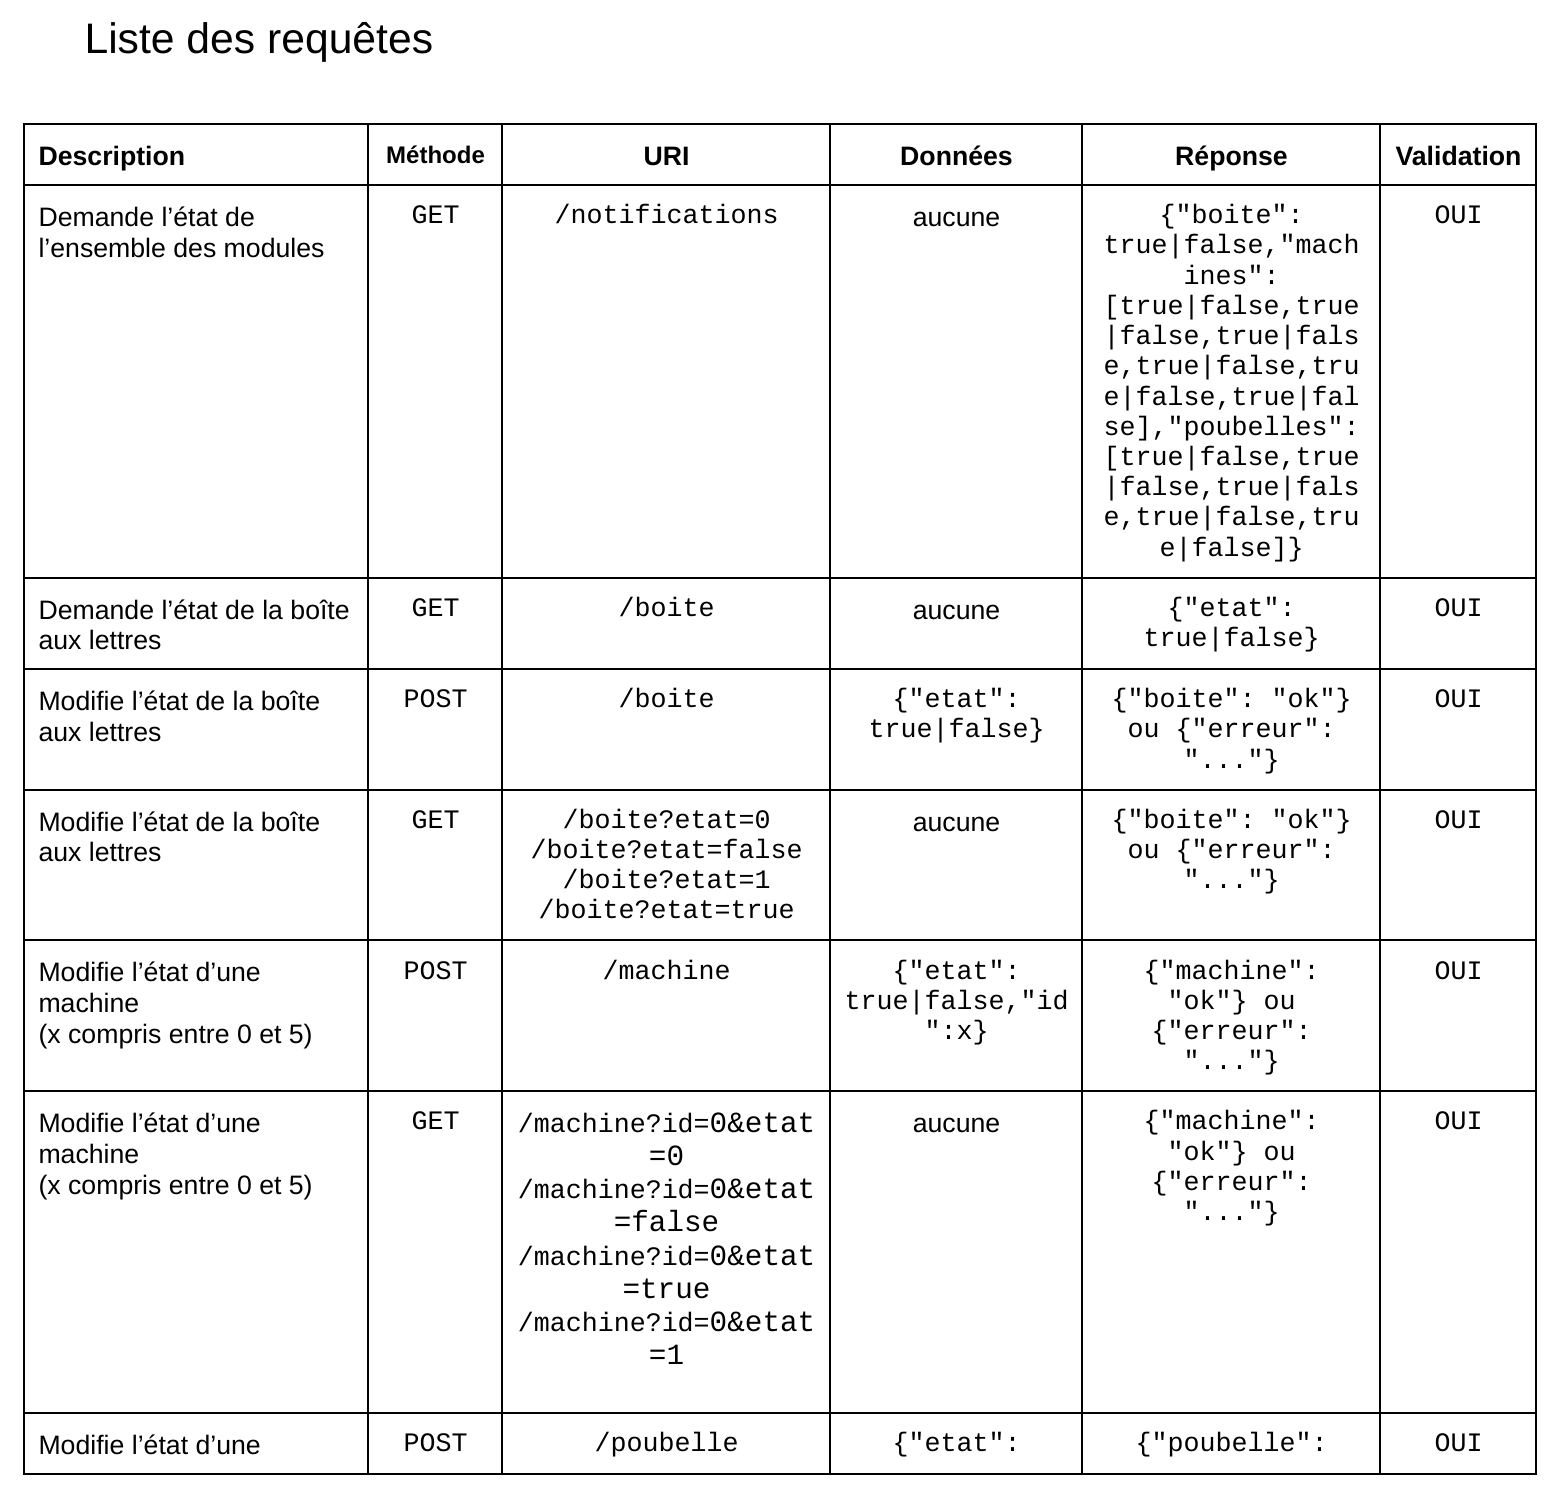 Liste des requêtes
Description
Méthode
URI
Données
Réponse
Validation
Demande l’état de
l’ensemble des modules
GET
/notifications
aucune
{"boite":
true|false,"mach
ines":
[true|false,true
|false,true|fals
e,true|false,tru
e|false,true|fal
se],"poubelles":
[true|false,true
|false,true|fals
e,true|false,tru
e|false]}
OUI
Demande l’état de la boîte
aux lettres
GET
/boite
aucune
{"etat":
true|false}
OUI
Modifie l’état de la boîte
aux lettres
POST
/boite
{"etat":
true|false}
{"boite": "ok"}
ou {"erreur":
"..."}
OUI
Modifie l’état de la boîte
aux lettres
GET
/boite?etat=0
/boite?etat=false
/boite?etat=1
/boite?etat=true
aucune
{"boite": "ok"}
ou {"erreur":
"..."}
OUI
Modifie l’état d’une
machine
(x compris entre 0 et 5)
POST
/machine
{"etat":
true|false,"id
":x}
{"machine":
"ok"} ou
{"erreur":
"..."}
OUI
Modifie l’état d’une
machine
(x compris entre 0 et 5)
GET
/machine?id=0&etat
=0
/machine?id=0&etat
=false
/machine?id=0&etat
=true
/machine?id=0&etat
=1
aucune
{"machine":
"ok"} ou
{"erreur":
"..."}
OUI
Modifie l’état d’une
POST
/poubelle
{"etat":
{"poubelle":
OUI